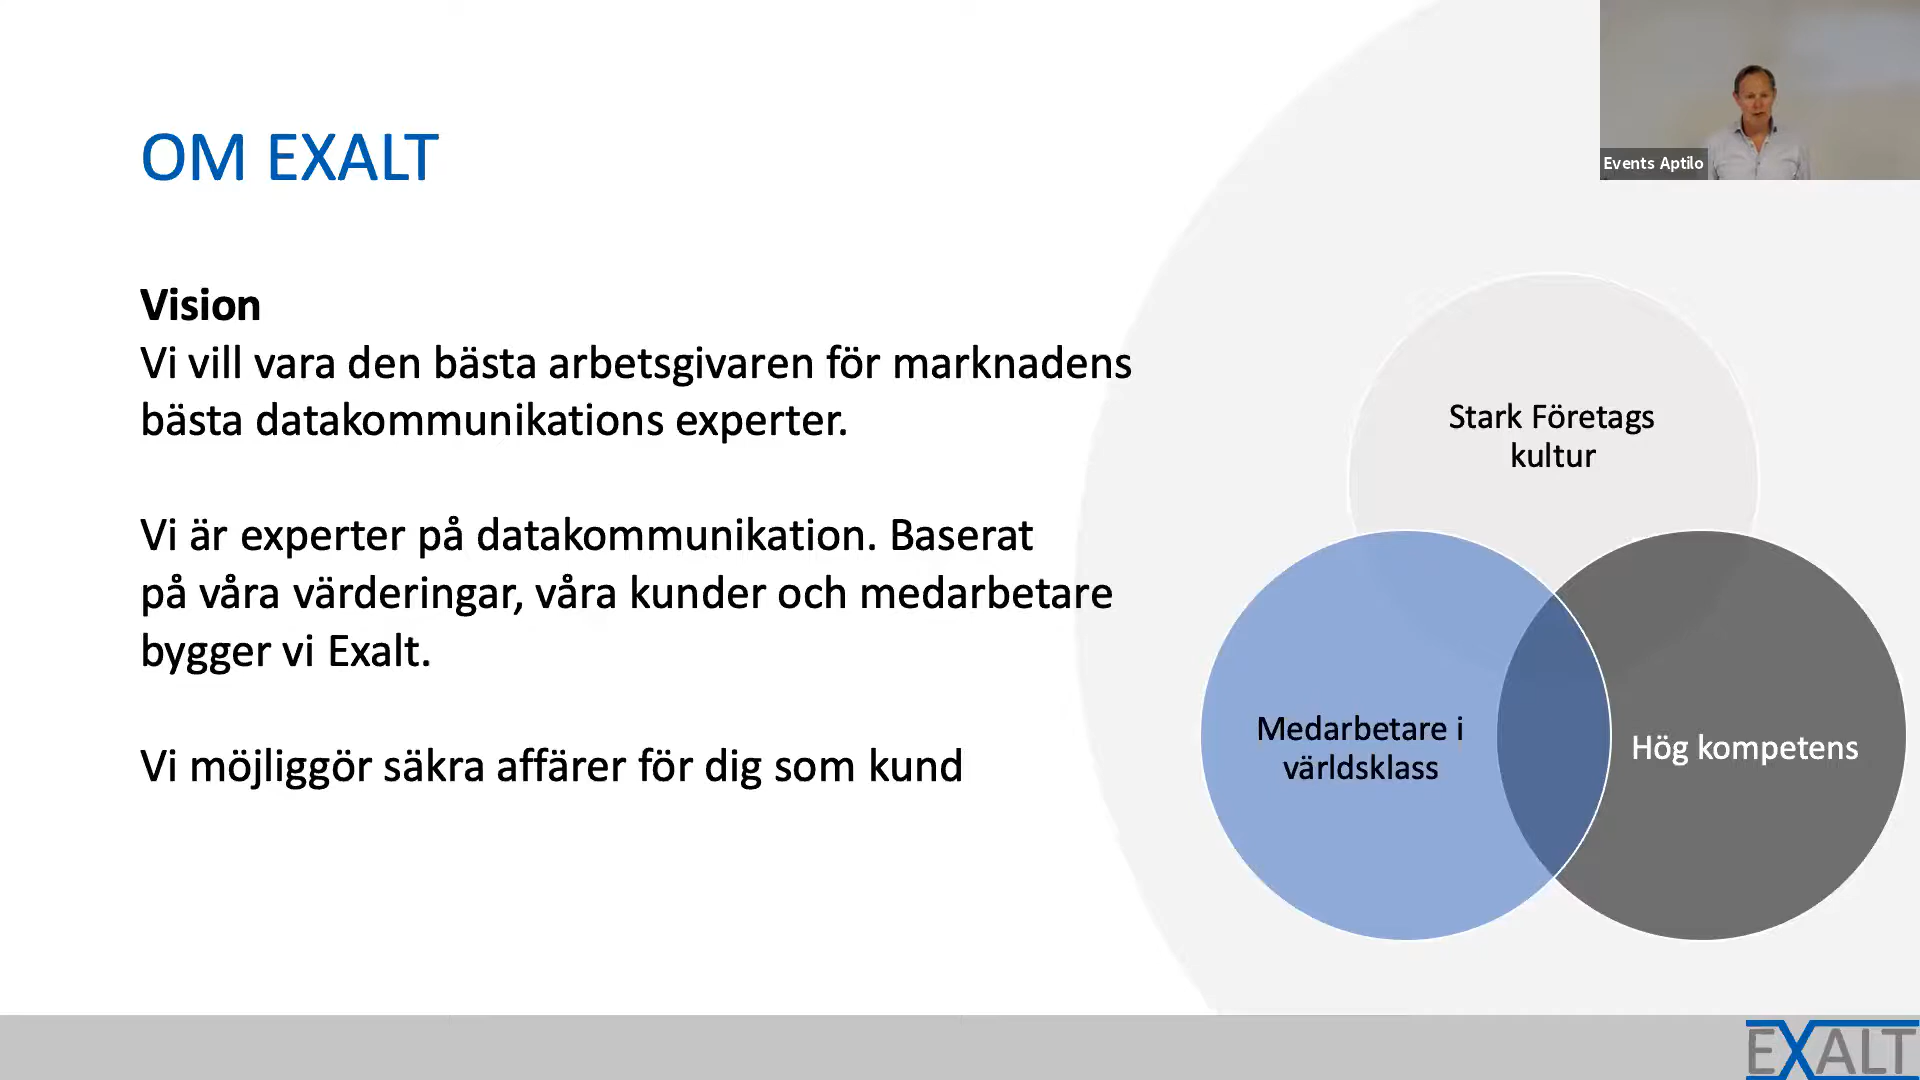 OM EXALT
Events Aptilo
Vision
Vi vill vara den bästa arbetsgivaren för marknadens
bästa datakommunikations experter.
Vi är experter på datakommunikation. Baserat
på våra värderingar, våra kunder och medarbetare
bygger vi Exalt.
Vi möjliggör säkra affärer för dig som kund
Stark Företags
kultur
Medarbetare i
världsklass
Hög kompetens
EXALT